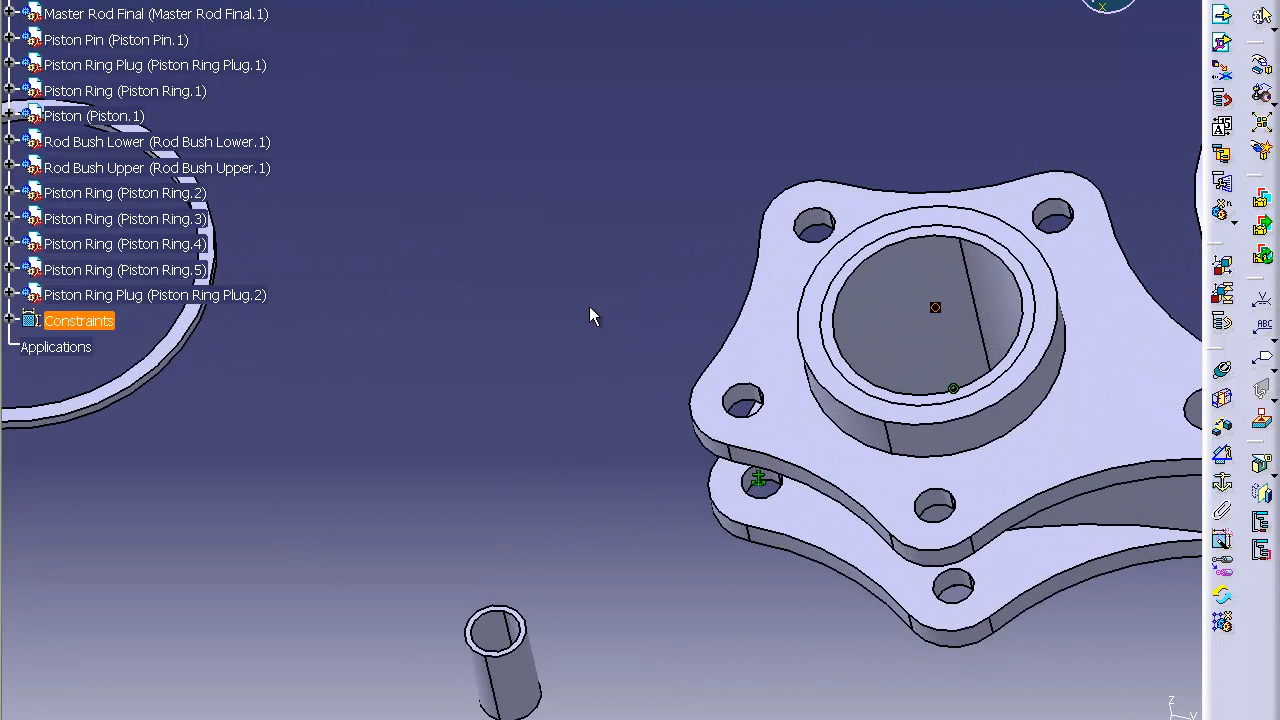 Master Rod Final (Master Rod Final.1)
Piston Pin (Piston Pin.1)
Piston Ring Plug (Piston Ring Plug.1)
Piston Ring (Piston Ring.1)
Piston (Piston.1)
Rod Bush Lower (Rod Bush Lower.1)
Rod Bush Upper (Rod Bush Upper.1)
Piston Ring (Piston Ring.2)
Piston Ring (Piston Ring.3)
Piston Ring (Piston Ring.4)
Piston Ring (Piston Ring.5)
Piston Ring Plug (Piston Ring Plug.2)
Constraints
Applications
ABC
x
z
y